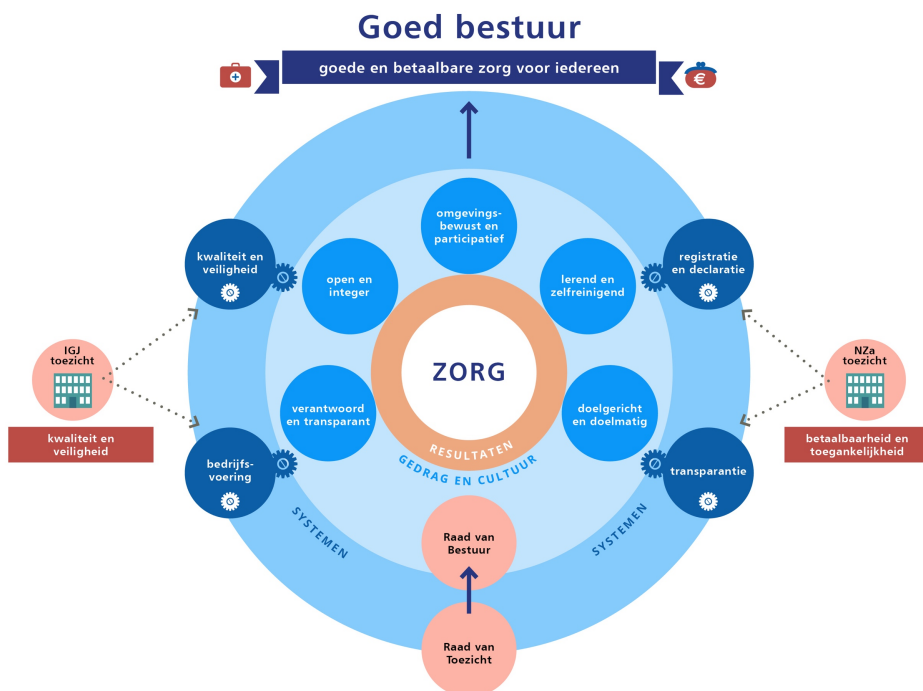 Goed bestuur
goede en betaalbare zorg voor iedereen
€
omgevings-
bewust en
participatief
kwaliteit en
veiligheid
open en
integer
lerend en
zelfreinigend
registratie
en declaratie
IGJ
toezicht
kwaliteit en
veiligheid
NZa
toezicht
betaalbaarheid en
toegankelijkheid
ZORG
verantwoord
en transparant
doelgericht
en doelmatig
RESULTATEN
GEDRAG EN CULTUUR
bedrijfs-
voering
transparantie
SYSTEMEN
SYSTEMEN
Raad van
Bestuur
Raad van
Toezicht